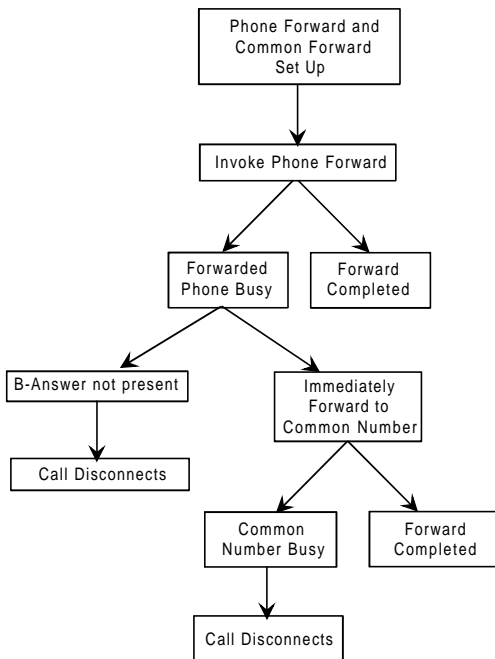 Phone Forward and
Common Forward
Set Up
Invoke Phone Forward
Forwarded
Phone Busy
Forward
Completed
B-Answer not present
Immediately
Forward to
Common Number
Call Disconnects
Common
Number Busy
Forward
Completed
Call Disconnects